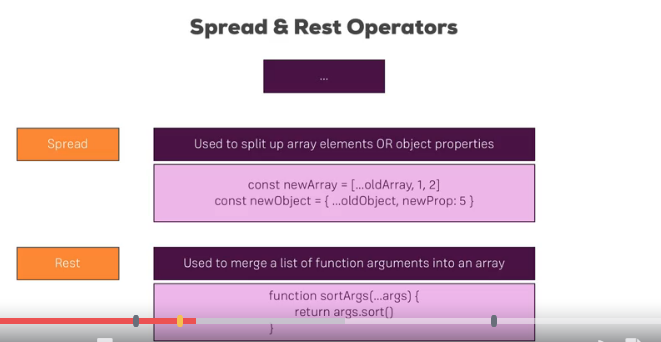 Spread & Rest Operators
...
Spread
Used to split up array elements OR object properties
const newArray = [...oldArray, 1, 2]
const newObject = { ...oldObject, newProp: 5 }
Rest
Used to merge a list of function arguments into an array
function sortArgs(...args) {
return args.sort()
}